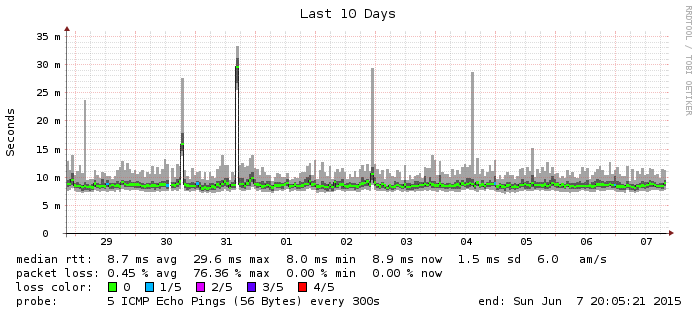 Last 10 Days
RRDTOOL / TOBI OETIKER
Seconds
35 m
30 m
25 m
20 m
15 m
10 m
5 m
0
29 30 31 01 02 03 04 05 06 07
median rtt: 8.7 ms avg 29.6 ms max 8.0 ms min 8.9 ms now 1.5 ms sd 6.0 am/s
packet loss: 0.45 % avg 76.36 % max 0.00 % min 0.00 % now
loss color: 0 1/5 2/5 3/5 4/5
probe: 5 ICMP Echo Pings (56 Bytes) every 300s end: Sun Jun 7 20:05:21 2015